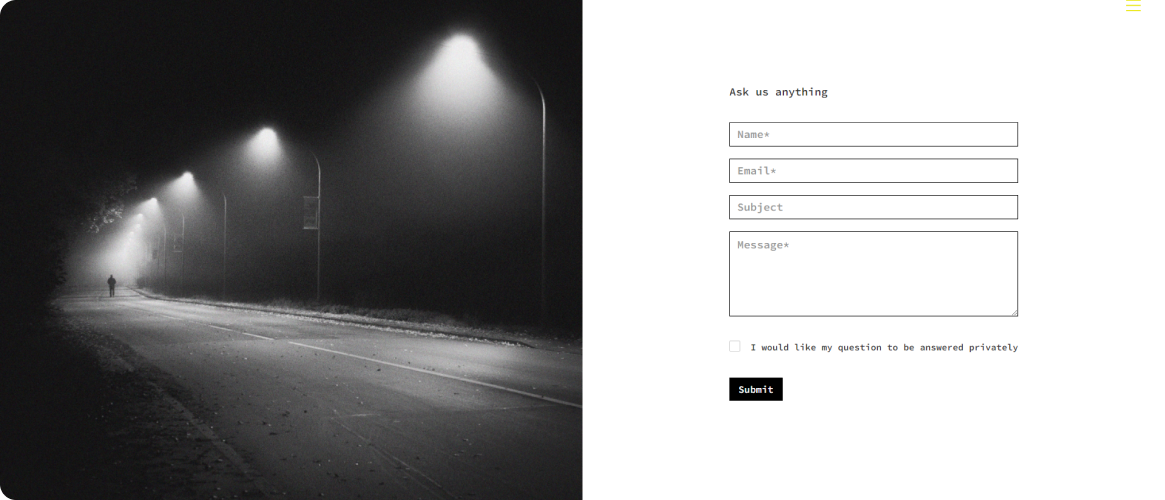 Ask us anything
Name*
Email*
Subject
Message*
I would like my question to be answered privately
Submit